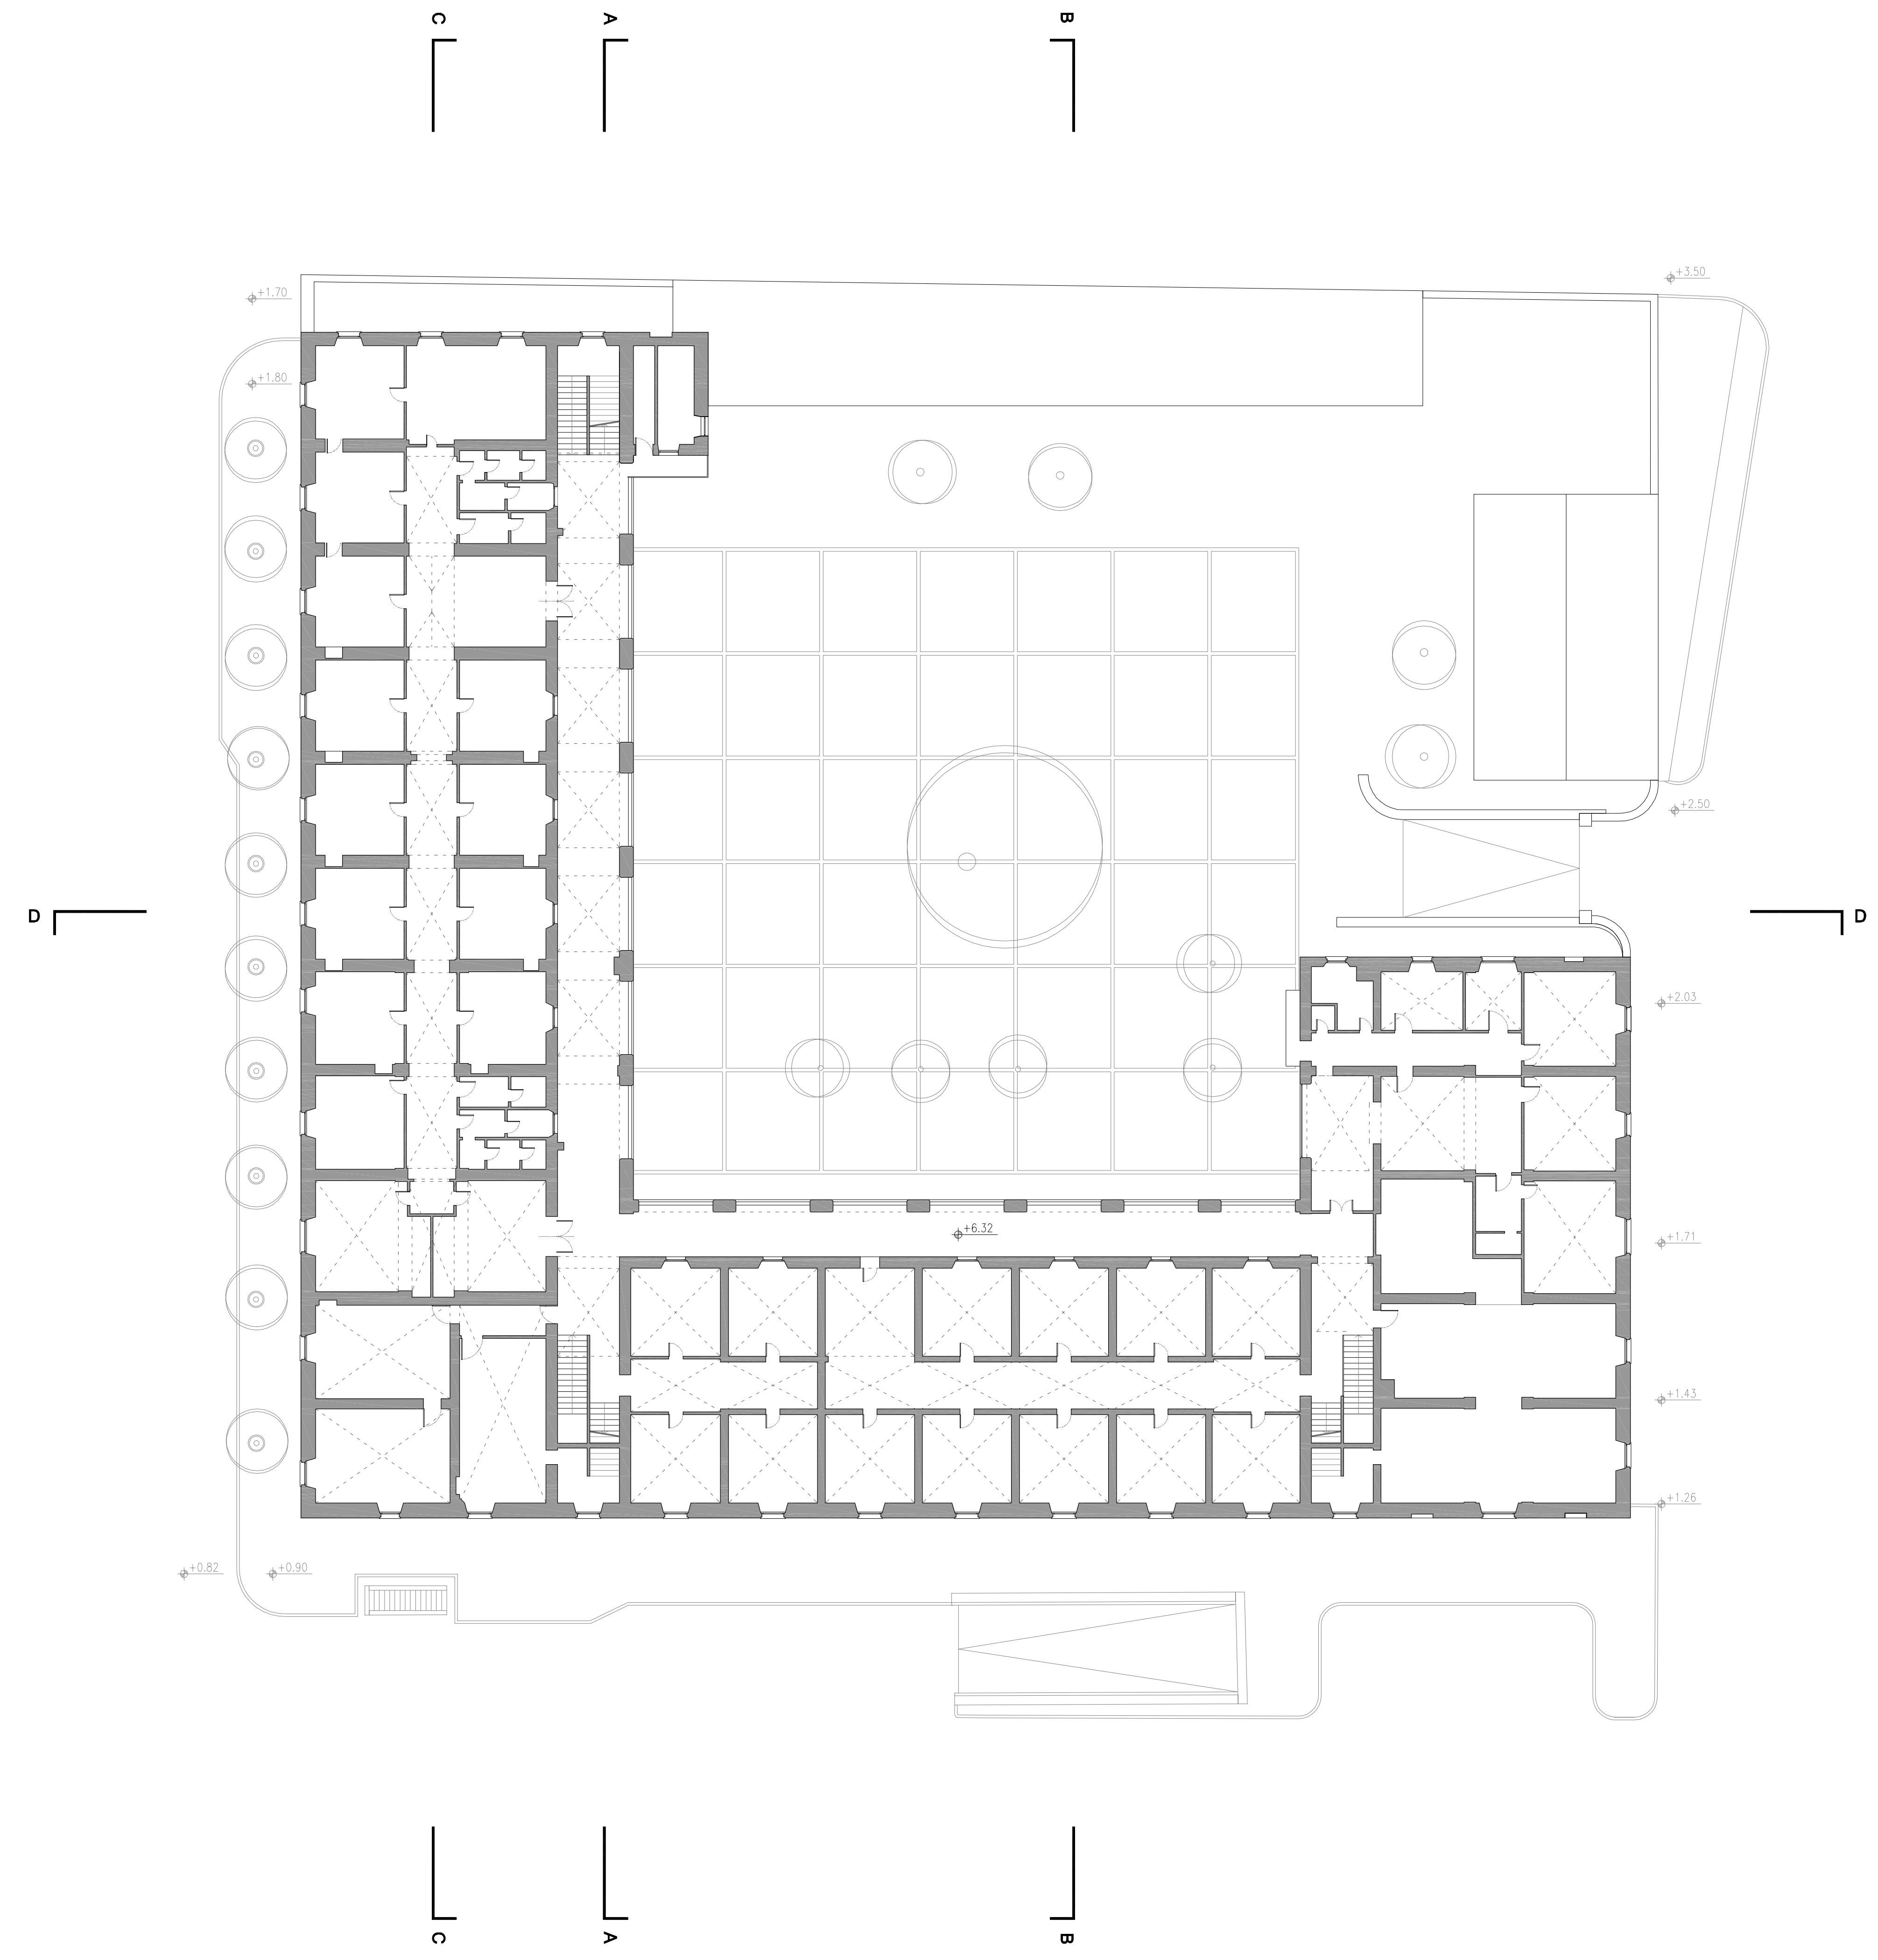 C
A
B
+3.50
+1.70
+1.80
+2.50
D
D
+2.03
+6.32
+1.71
+1.43
+1.26
+0.82
+0.90
C
A
B